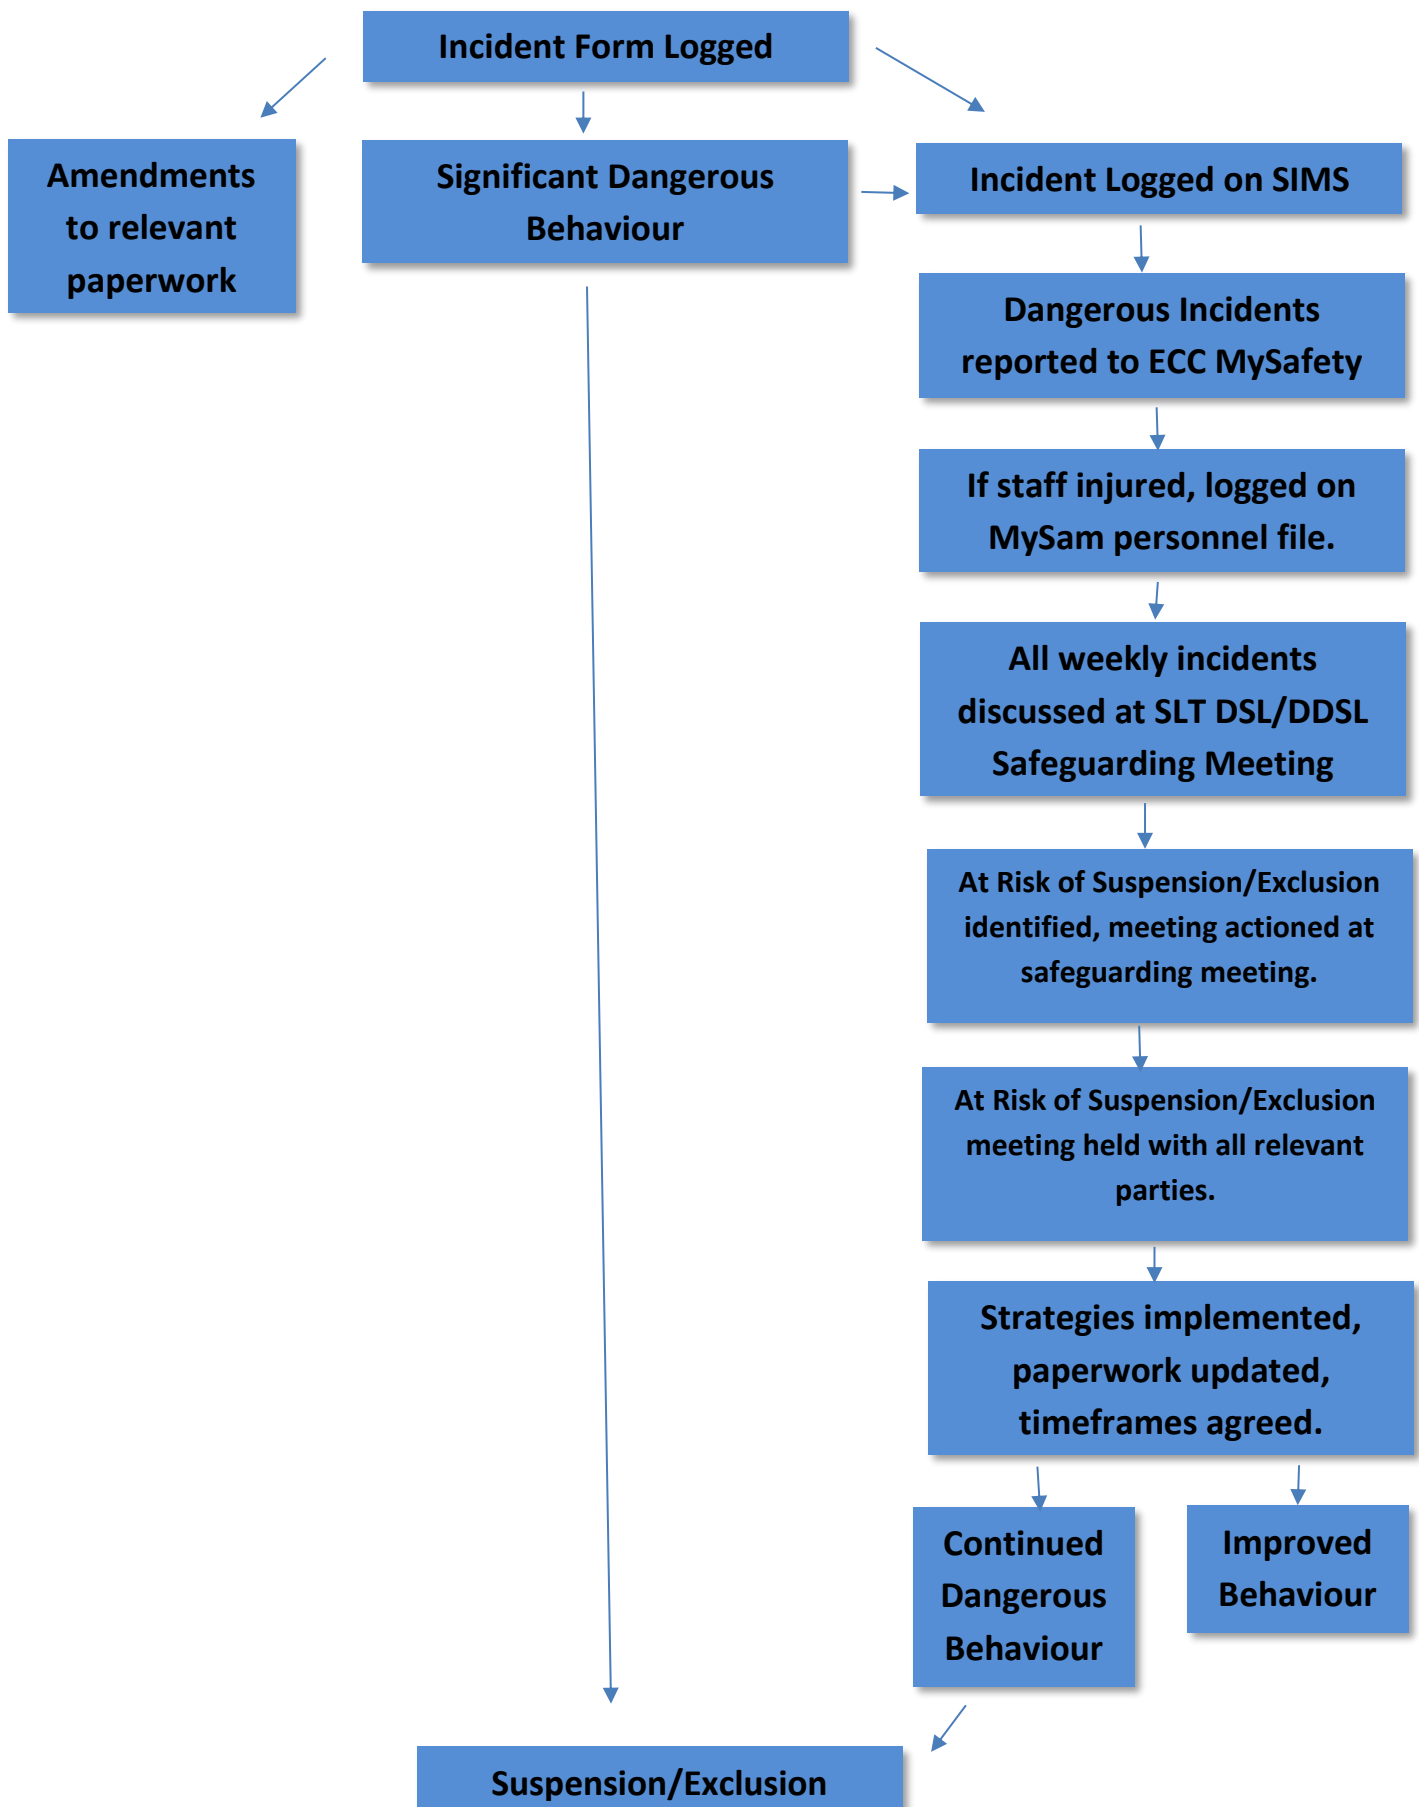 Incident Form Logged
Amendments
to relevant
paperwork
Significant Dangerous
Behaviour
Incident Logged on SIMS
Dangerous Incidents
reported to ECC MySafety
If staff injured, logged on
MySam personnel file.
All weekly incidents
discussed at SLT DSL/DDSL
Safeguarding Meeting
At Risk of Suspension/Exclusion
identified, meeting actioned at
safeguarding meeting.
At Risk of Suspension/Exclusion
meeting held with all relevant
parties.
Strategies implemented,
paperwork updated,
timeframes agreed.
Continued
Dangerous
Behaviour
Improved
Behaviour
Suspension/Exclusion